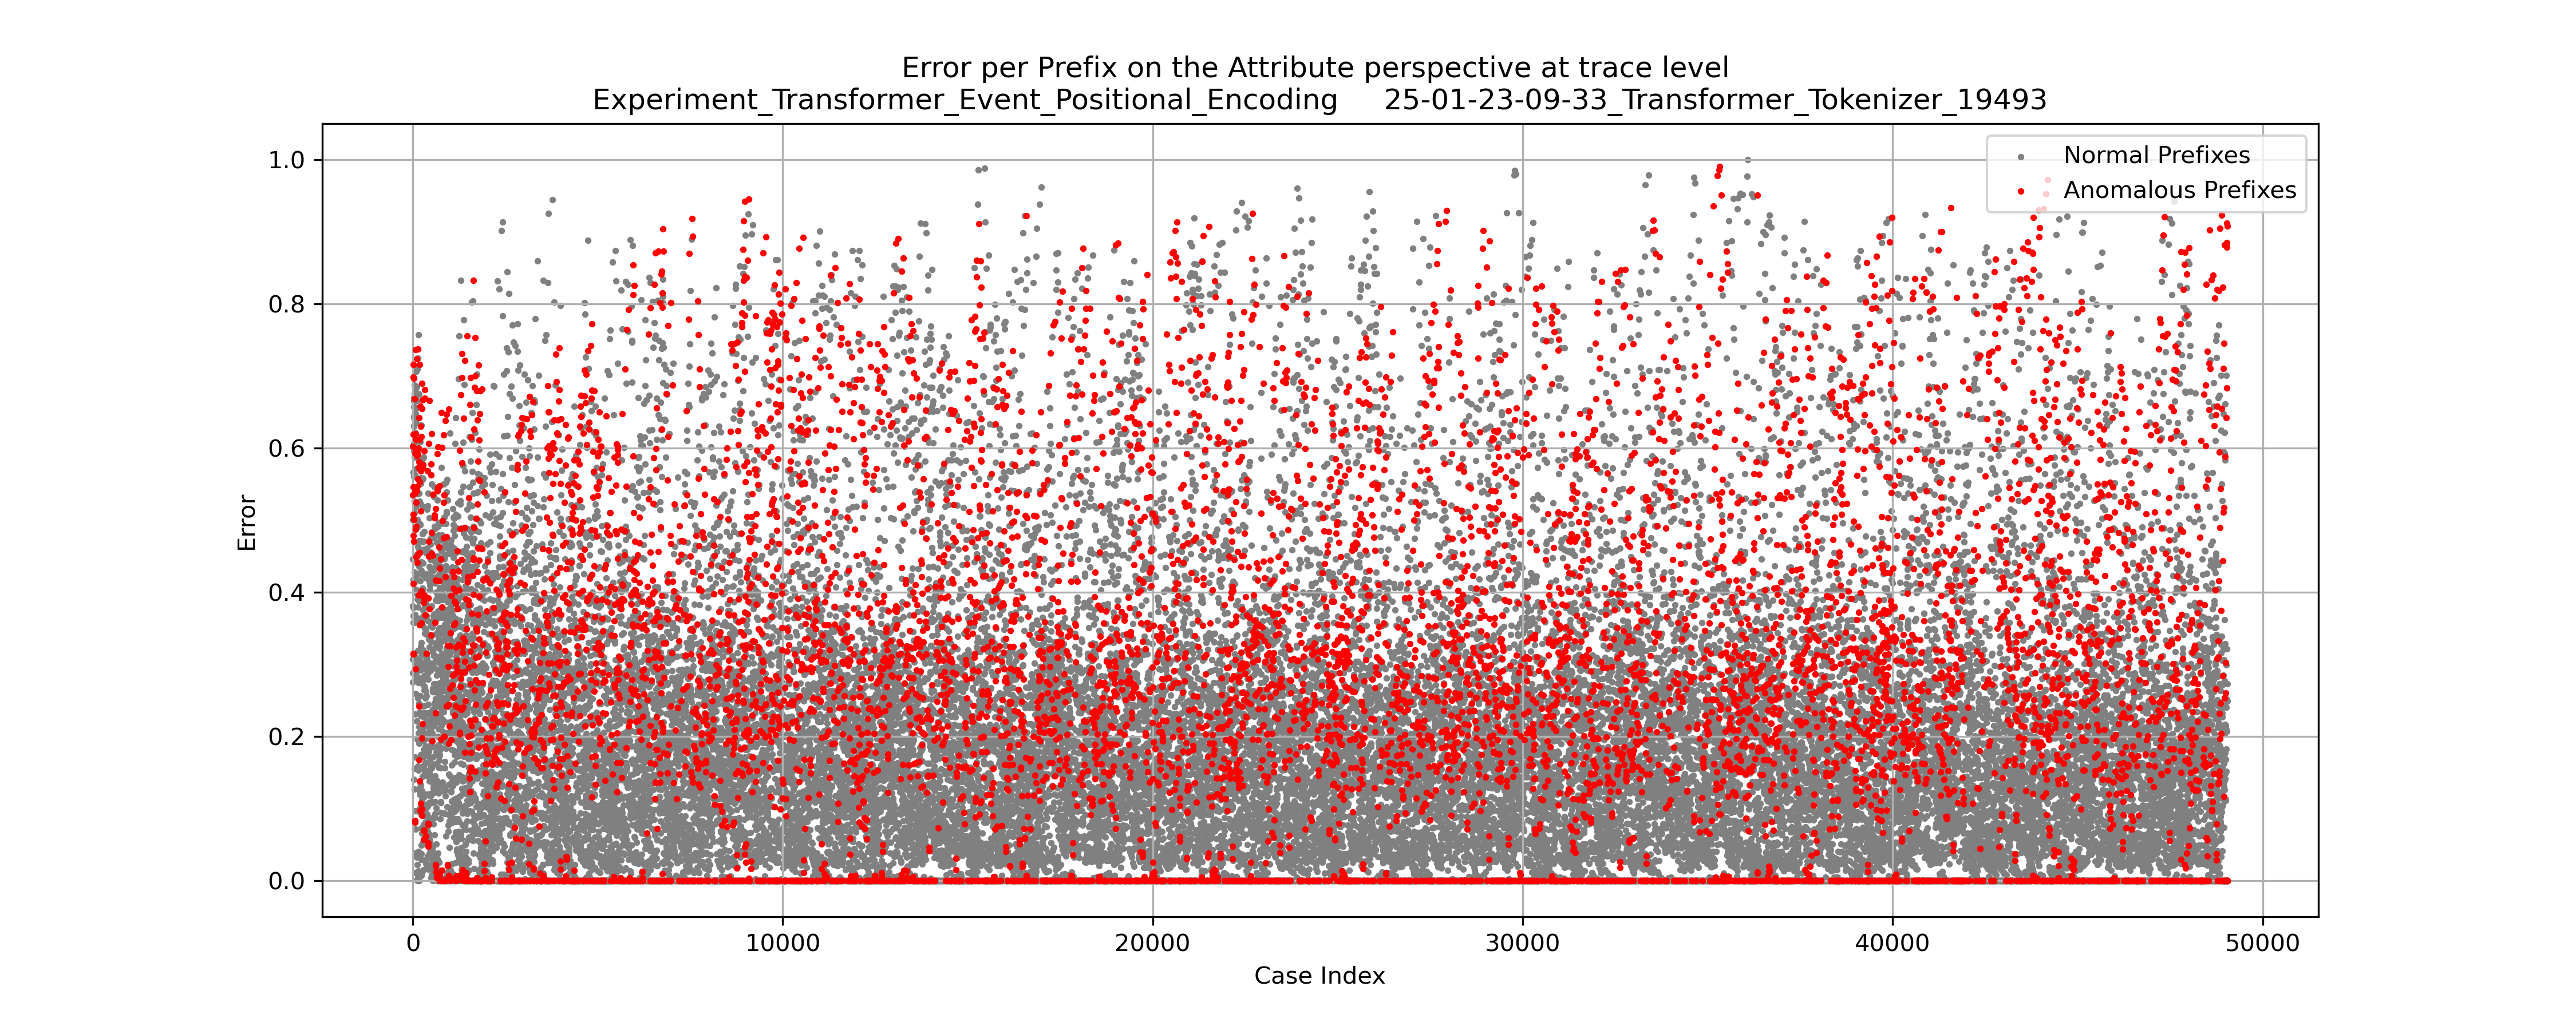 Error per Prefix on the Attribute perspective at trace level
Experiment_Transformer_Event_Positional_Encoding 25-01-23-09-33_Transformer_Tokenizer_19493
Normal Prefixes
Anomalous Prefixes
1.0
0.8
0.6
0.4
0.2
0.0
Error
0 10000 20000 30000 40000 50000
Case Index